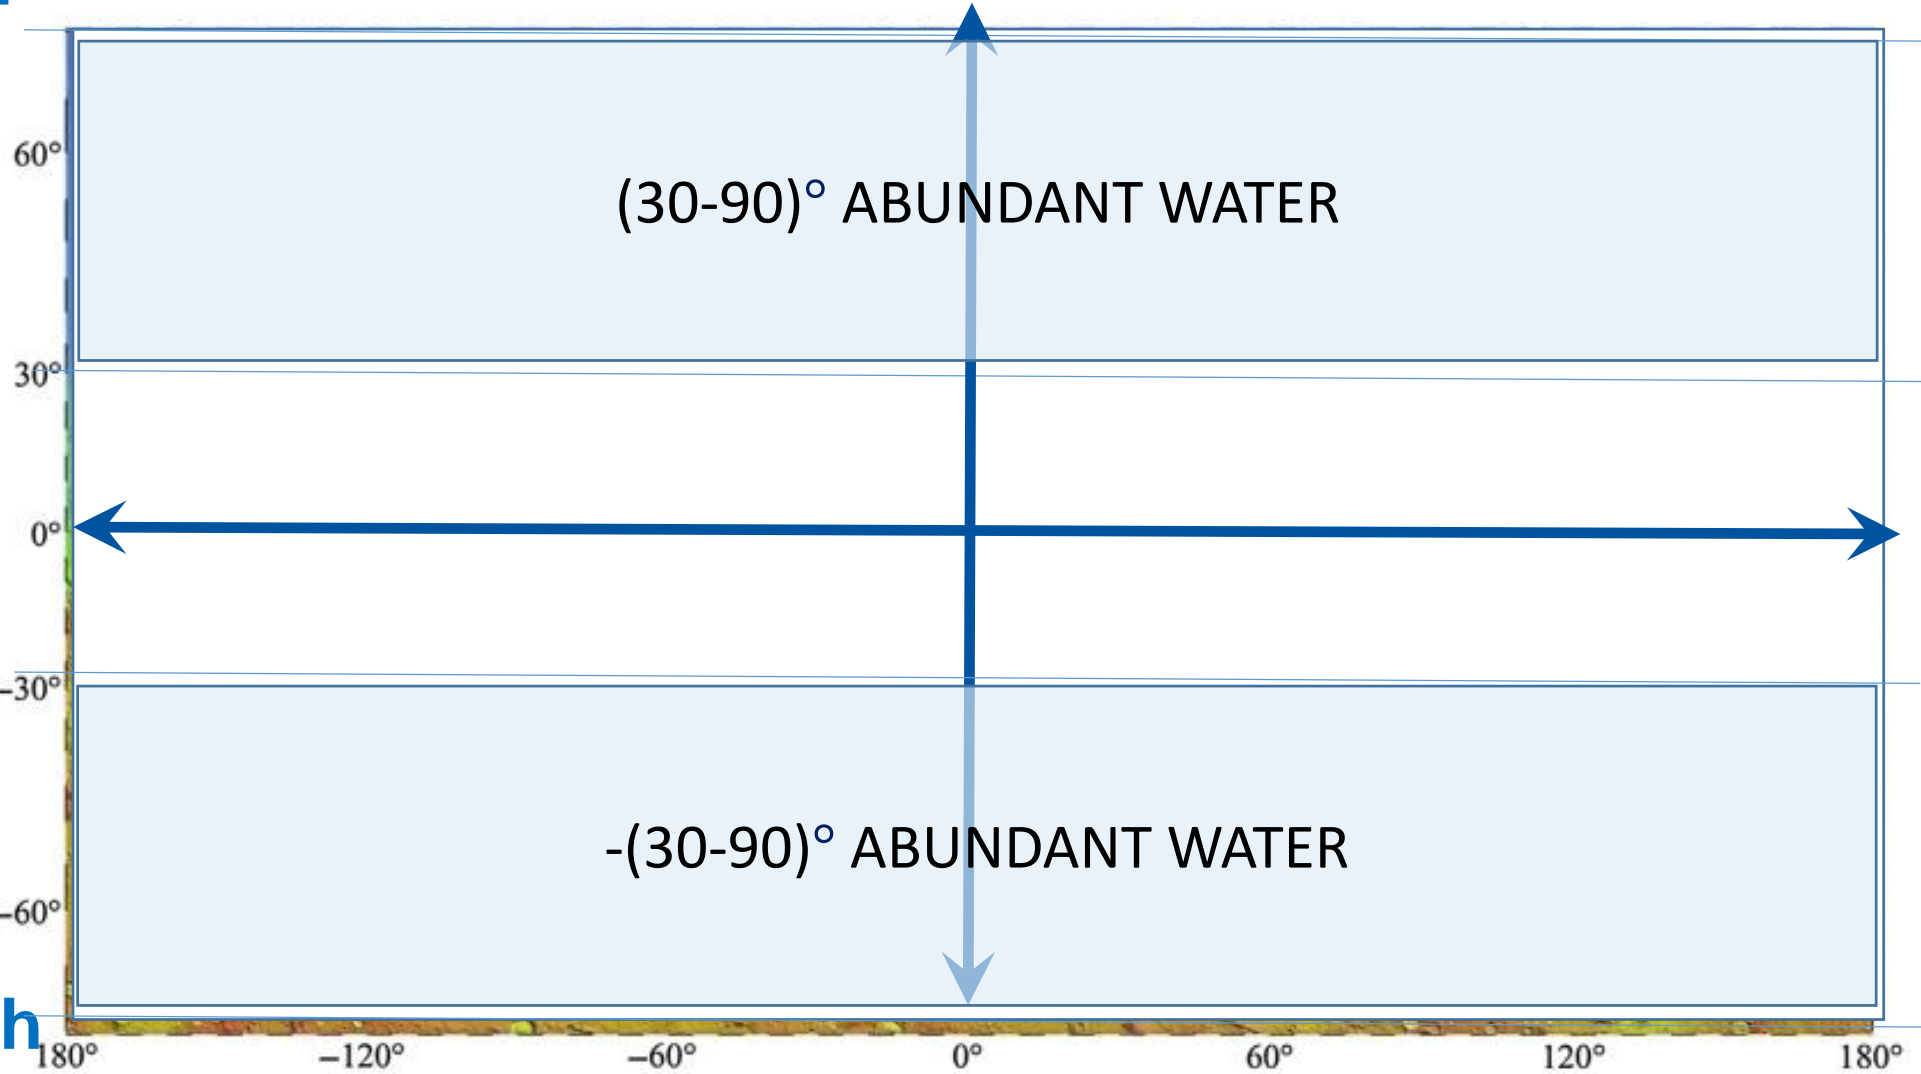 60°
(30-90)° ABUNDANT WATER
30°
0°
–30°
-(30-90)° ABUNDANT WATER
–60°
h
180° –120° –60° 0° 60° 120° 180°